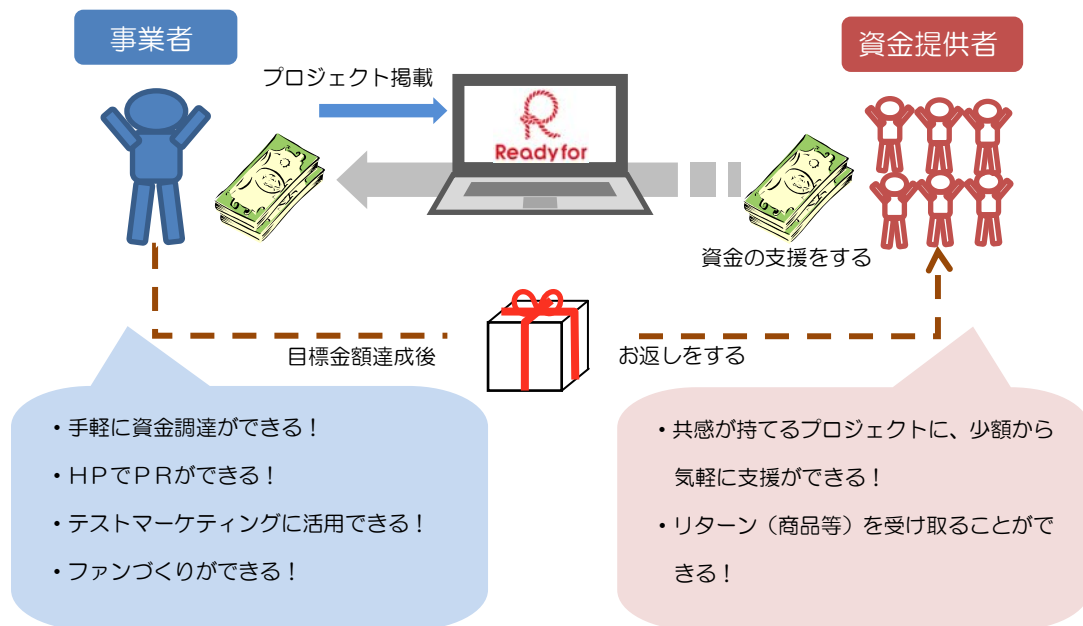 事業者
資金提供者
プロジェクト掲載
Readyfor
資金の支援をする
目標金額達成後
お返しをする
・手軽に資金調達ができる！
・ＨＰでＰＲができる！
・テストマーケティングに活用できる！
・ファンづくりができる！
・共感が持てるプロジェクトに、少額から
気軽に支援ができる！
・リターン（商品等）を受け取ることがで
きる！